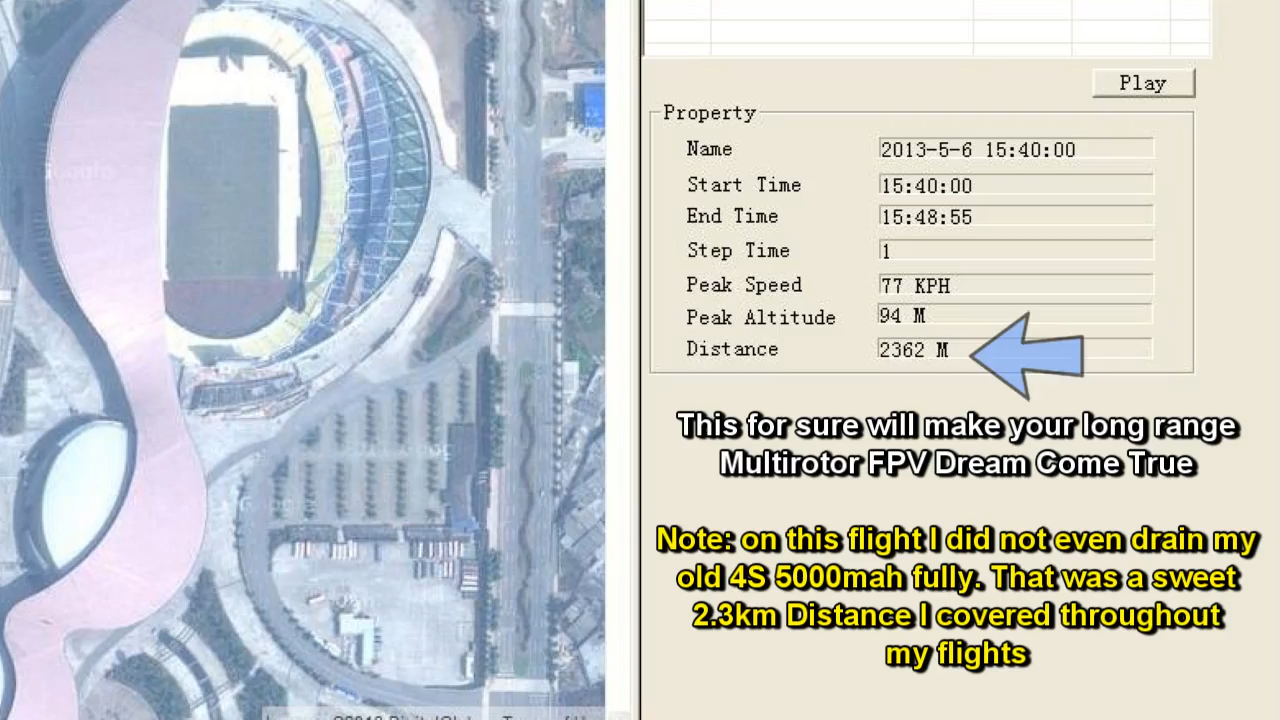 Play
Property
Name 2013-5-6 15:40:00
Start Time 15:40:00
End Time 15:48:55
Step Time 1
Peak Speed 77 KPH
Peak Altitude 94 M
Distance 2362 M
This for sure will make your long range
Multirotor FPV Dream Come True
Note: on this flight I did not even drain my
old 4S 5000mah fully. That was a sweet
2.3km Distance I covered throughout
my flights
Google